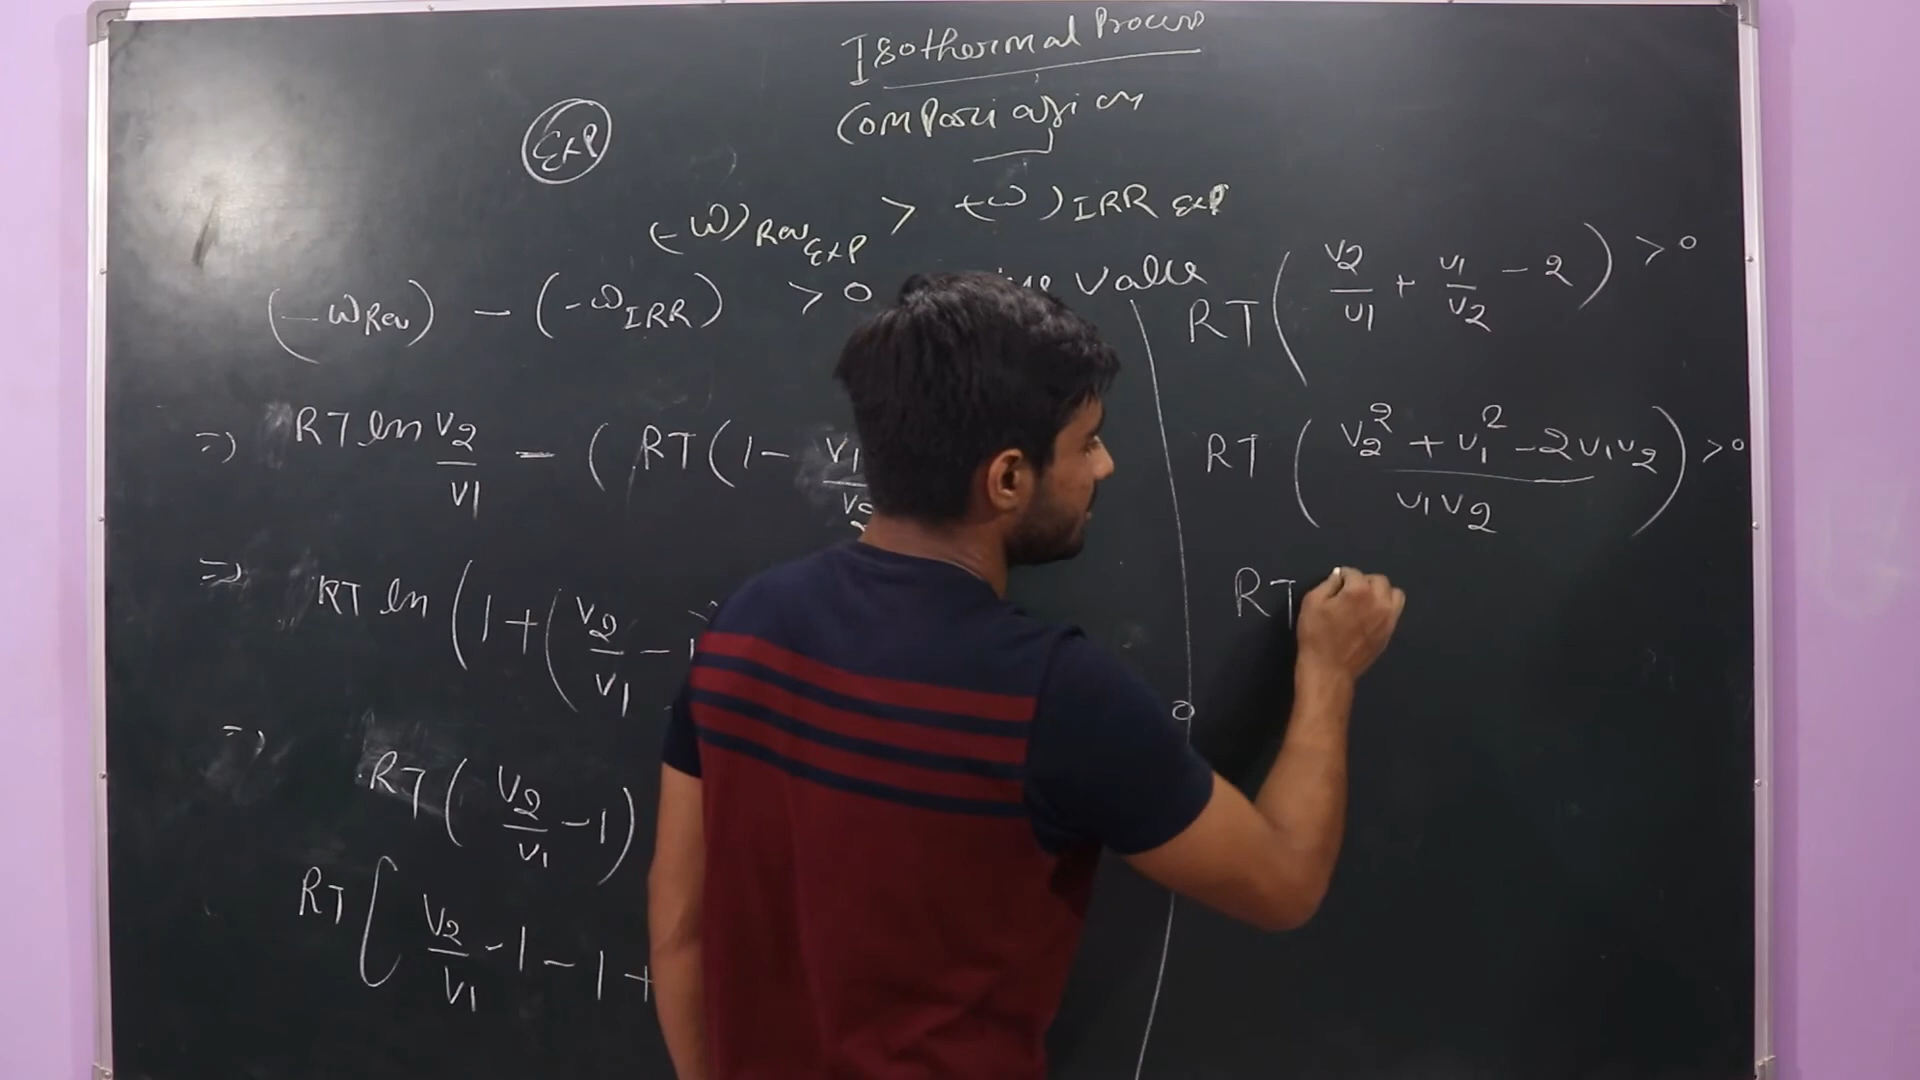 Isothermal Process
Comparision
Exp
(-W)Rev Exp > (-W)IRR Exp
(-WRev) - (-WIRR) > 0 value
=> RT ln V2/V1 - (RT(1 - V1/V2
=> RT ln (1 + (V2/V1 - 1
=> RT (V2/V1 - 1)
RT [ V2/V1 - 1 - 1 +
0
RT (V2/V1 + V1/V2 - 2) > 0
RT (V2² + V1² - 2V1V2 / V1V2) > 0
RT